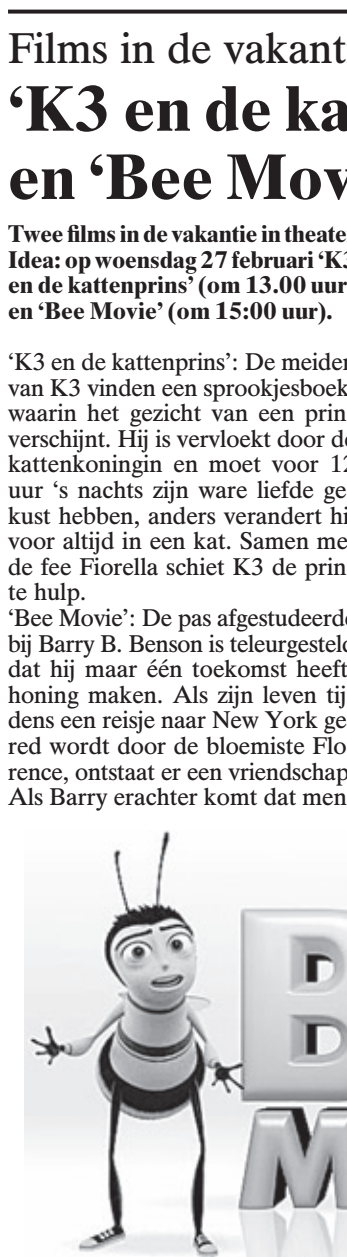 Films in de vakant
‘K3 en de ka
en ‘Bee Mov
Twee films in de vakantie in theate
Idea: op woensdag 27 februari ‘K3
en de kattenprins’ (om 13.00 uur
en ‘Bee Movie’ (om 15:00 uur).
‘K3 en de kattenprins’: De meiden
van K3 vinden een sprookjesboek
waarin het gezicht van een prin
verschijnt. Hij is vervloekt door de
kattenkoningin en moet voor 12
uur ‘s nachts zijn ware liefde ge
kust hebben, anders verandert hi
voor altijd in een kat. Samen me
de fee Fiorella schiet K3 de prin
te hulp.
‘Bee Movie’: De pas afgestudeerde
bij Barry B. Benson is teleurgesteld
dat hij maar één toekomst heeft
honing maken. Als zijn leven tij
dens een reisje naar New York ge
red wordt door de bloemiste Flo
rence, ontstaat er een vriendschap
Als Barry erachter komt dat men
B
M